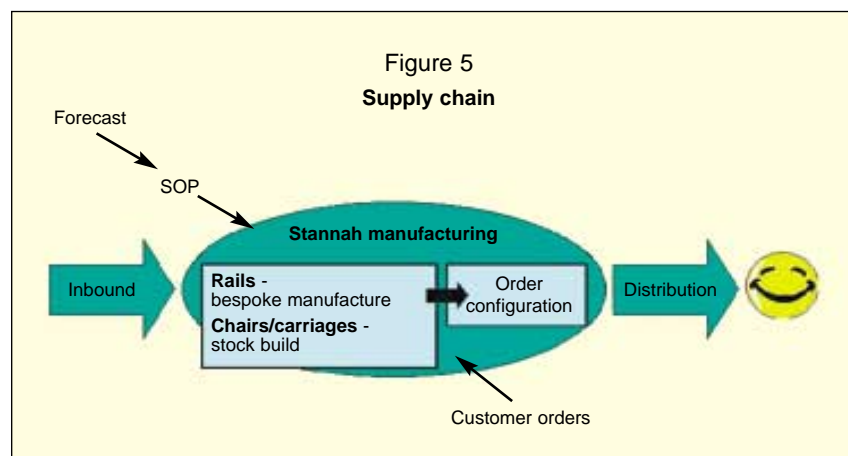 Figure 5
Supply chain
Forecast
SOP
Stannah manufacturing
Inbound
Rails -
bespoke manufacture
Chairs/carriages -
stock build
Order
configuration
Distribution
Customer orders